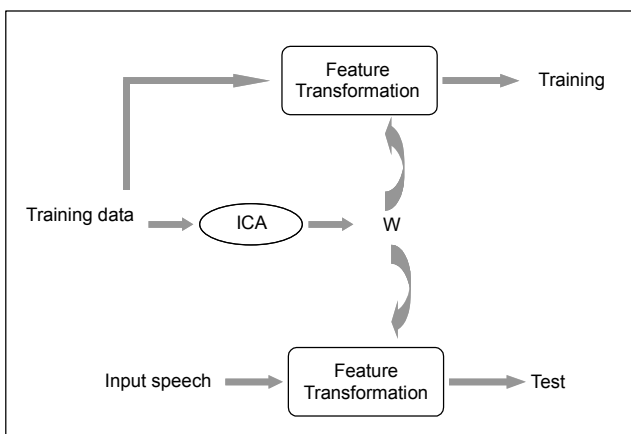 Feature
Transformation
Training
Training data
ICA
W
Input speech
Feature
Transformation
Test